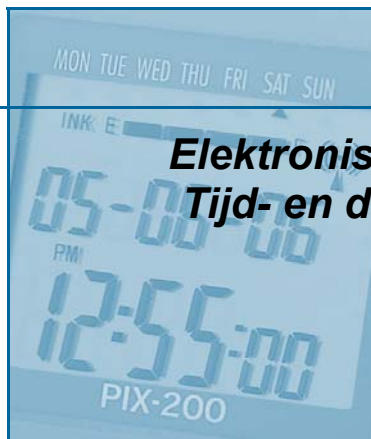 MON TUE WED THU FRI SAT SUN
INK E
Elektronis
Tijd- en d
05-06-06
PM
12:55:00
PIX-200